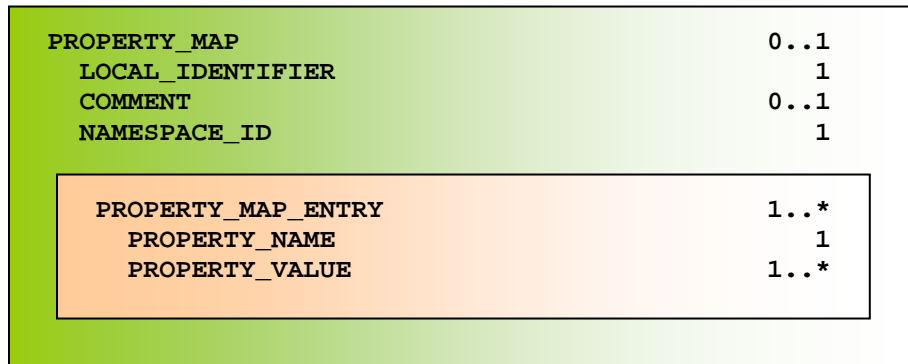 PROPERTY_MAP 0..1
LOCAL_IDENTIFIER 1
COMMENT 0..1
NAMESPACE_ID 1
PROPERTY_MAP_ENTRY 1..*
PROPERTY_NAME 1
PROPERTY_VALUE 1..*